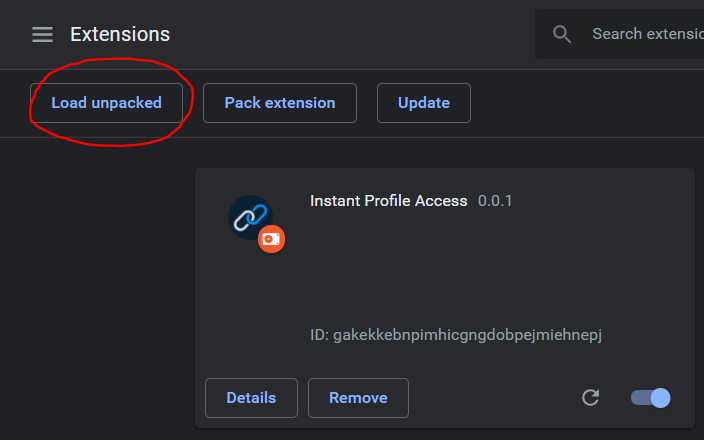 Extensions
Search extensio
Load unpacked
Pack extension
Update
Instant Profile Access 0.0.1
ID: gakekkebnpimhicgngdobpejmiehnepj
Details
Remove